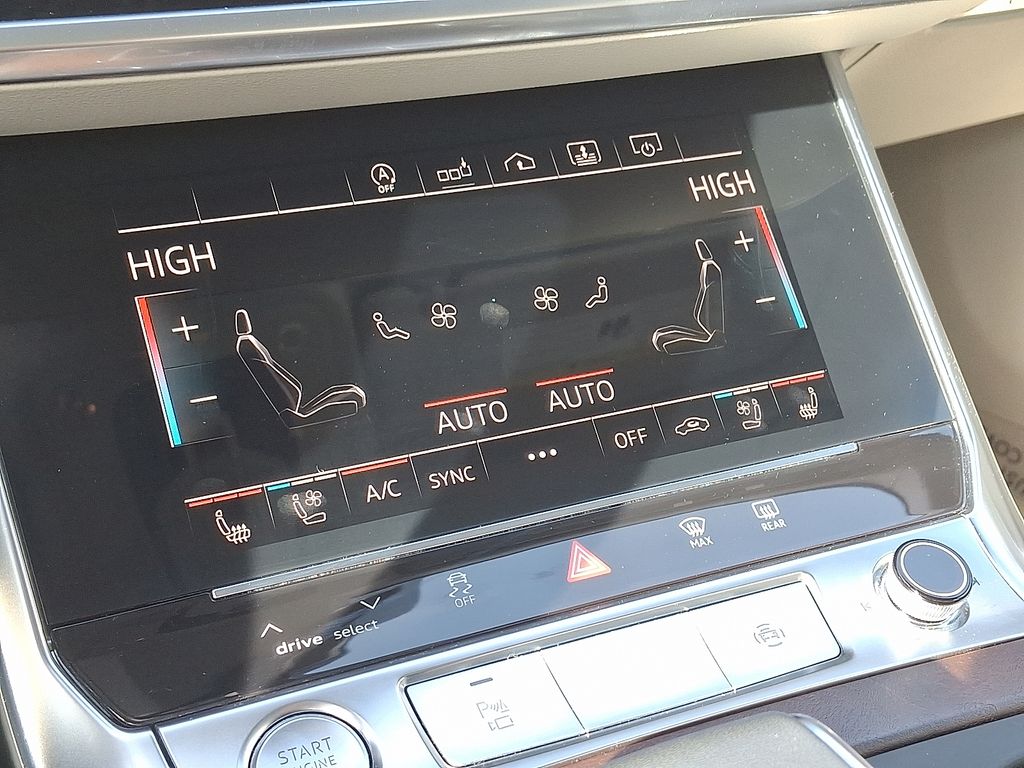 A
OFF
HIGH
HIGH
+
+
−
−
AUTO
AUTO
A/C
SYNC
•••
OFF
MAX
REAR
OFF
drive select
P
START